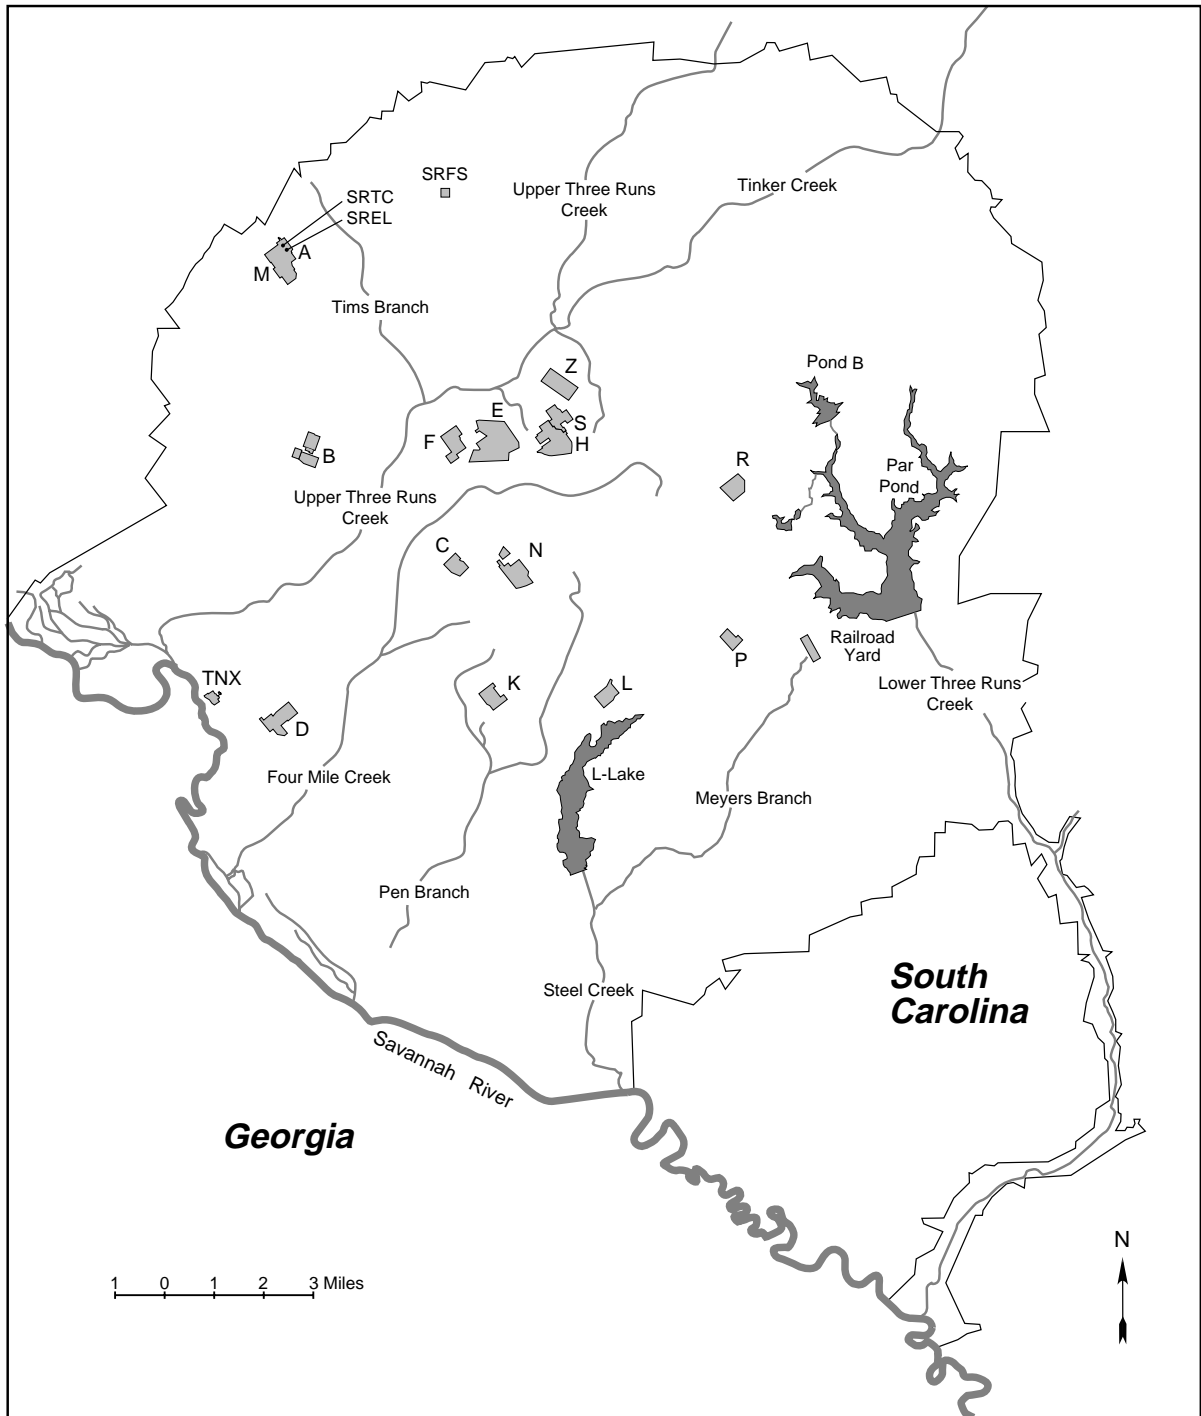 SRFS
Upper Three Runs
Creek
Tinker Creek
SRTC
SREL
A
M
Tims Branch
Z
Pond B
E
S
F
H
B
R
Par
Pond
Upper Three Runs
Creek
C
N
Railroad
Yard
P
TNX
K
L
Lower Three Runs
Creek
D
Four Mile Creek
L-Lake
Meyers Branch
Pen Branch
South
Carolina
Steel Creek
Savannah River
Georgia
N
1 0 1 2 3 Miles